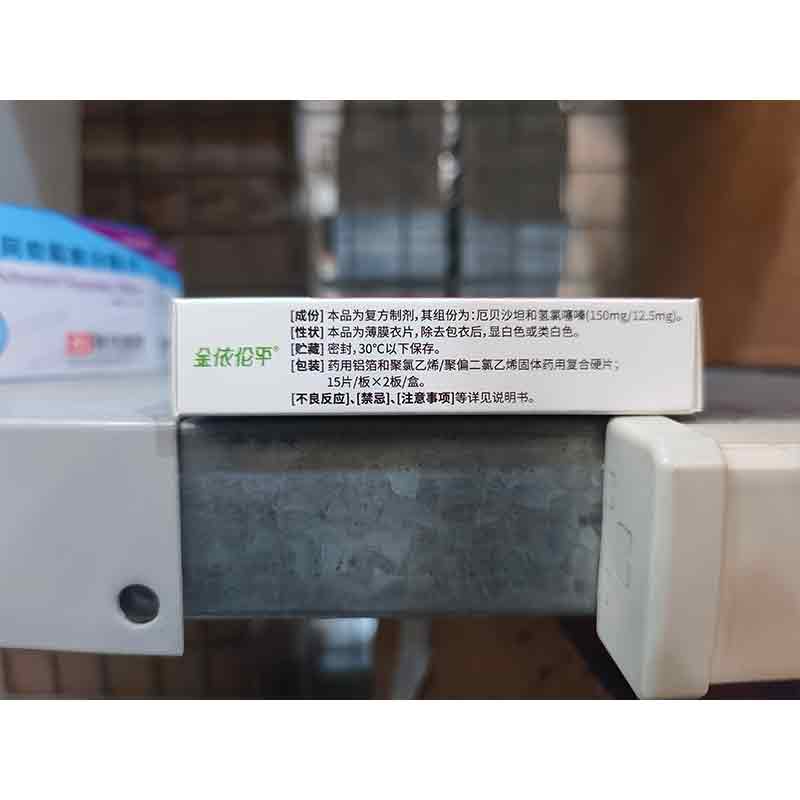 金依伦平®
[成份] 本品为复方制剂，其组份为：厄贝沙坦和氢氯噻嗪(150mg/12.5mg)。
[性状] 本品为薄膜衣片，除去包衣后，显白色或类白色。
[贮藏] 密封，30℃以下保存。
[包装] 药用铝箔和聚氯乙烯/聚偏二氯乙烯固体药用复合硬片；
15片/板×2板/盒。
[不良反应]、[禁忌]、[注意事项]等详见说明书。